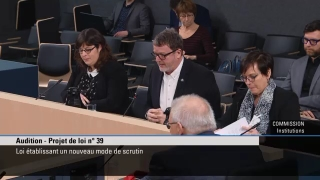 COMMISSION
Institutions
Audition - Projet de loi n° 39
Loi établissant un nouveau mode de scrutin